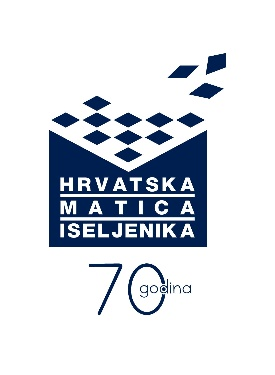 HRVATSKA
MATICA
ISELJENIKA
70 godina